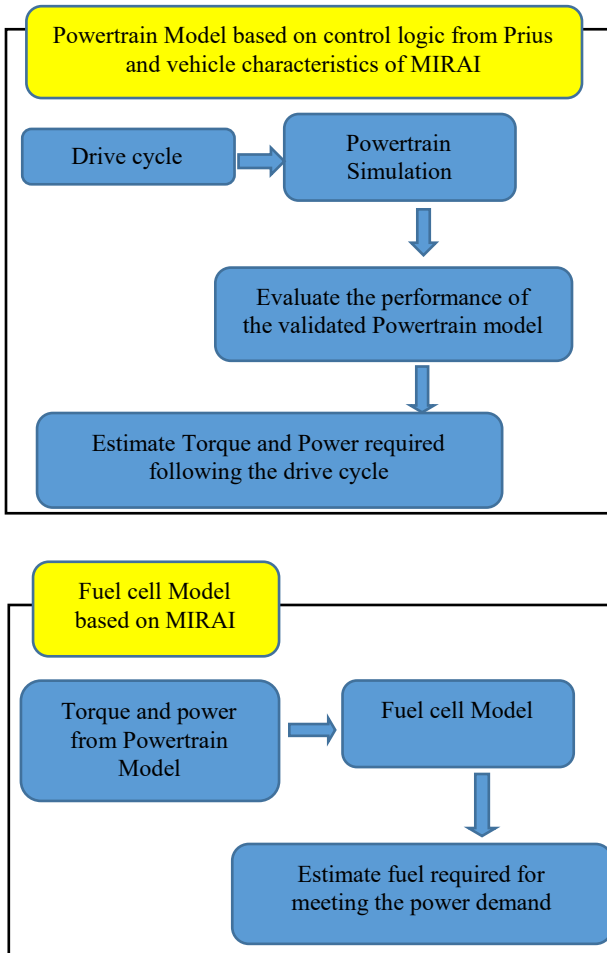 Powertrain Model based on control logic from Prius
and vehicle characteristics of MIRAI
Drive cycle
Powertrain
Simulation
Evaluate the performance of
the validated Powertrain model
Estimate Torque and Power required
following the drive cycle
Fuel cell Model
based on MIRAI
Torque and power
from Powertrain
Model
Fuel cell Model
Estimate fuel required for
meeting the power demand